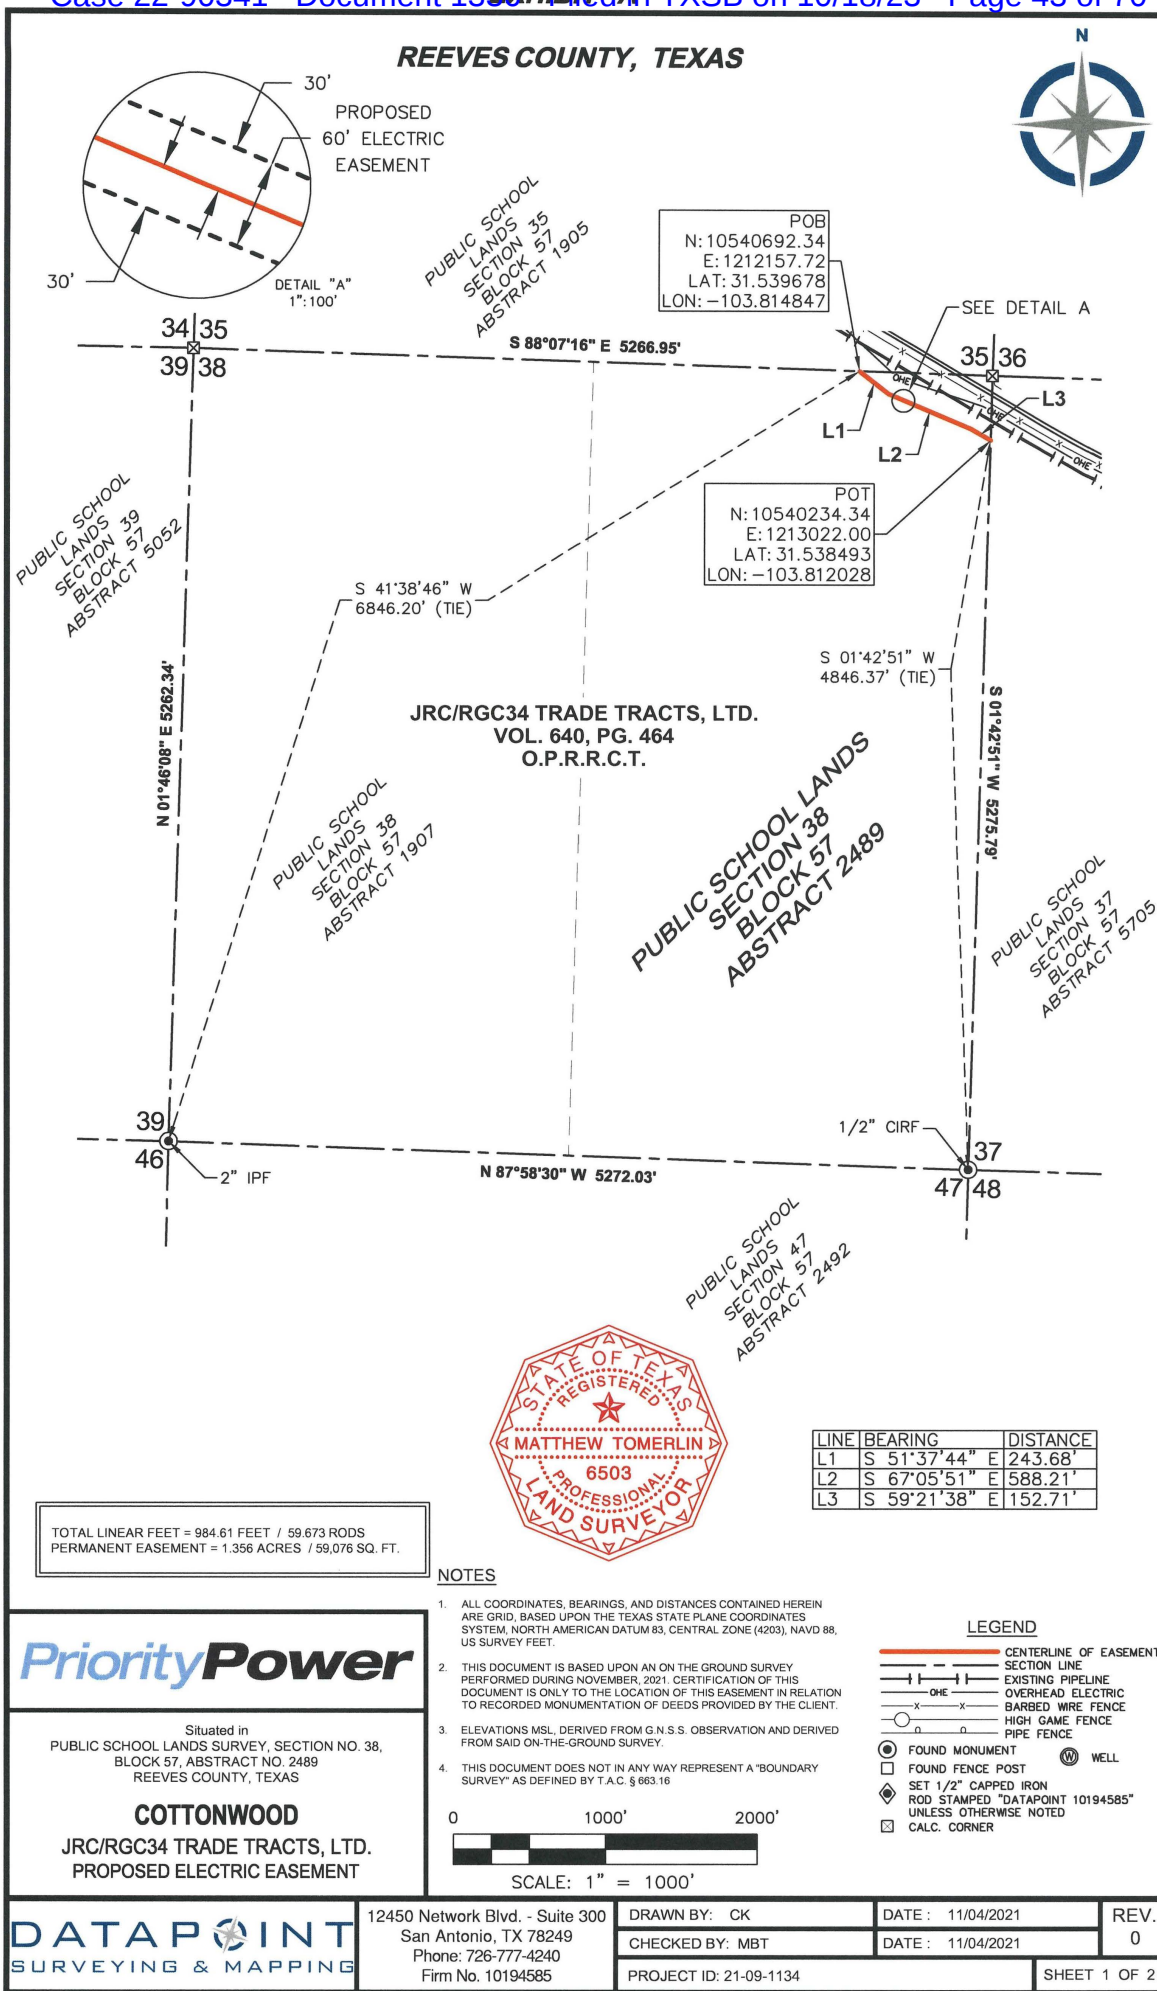 Case 22-90341   Document 1339   Filed in TXSB on 10/18/23   Page 43 of 70
REEVES COUNTY, TEXAS
N
30'
PROPOSED
60' ELECTRIC
EASEMENT
30'
DETAIL "A"
1":100'
PUBLIC SCHOOL
LANDS
SECTION 35
BLOCK 57
ABSTRACT 1905
POB
N: 10540692.34
E: 1212157.72
LAT: 31.539678
LON: -103.814847
SEE DETAIL A
34 35
39 38
S 88°07'16" E 5266.95'
35 36
OHE
OHE
OHE
L1
L2
L3
POT
N: 10540234.34
E: 1213022.00
LAT: 31.538493
LON: -103.812028
PUBLIC SCHOOL
LANDS
SECTION 39
BLOCK 57
ABSTRACT 5052
S 41°38'46" W
6846.20' (TIE)
S 01°42'51" W
4846.37' (TIE)
N 01°46'08" E 5262.34'
S 01°42'51" W 5275.79'
JRC/RGC34 TRADE TRACTS, LTD.
VOL. 640, PG. 464
O.P.R.R.C.T.
PUBLIC SCHOOL
LANDS
SECTION 38
BLOCK 57
ABSTRACT 1907
PUBLIC SCHOOL LANDS
SECTION 38
BLOCK 57
ABSTRACT 2489
PUBLIC SCHOOL
LANDS
SECTION 37
BLOCK 57
ABSTRACT 5705
39
46
2" IPF
N 87°58'30" W 5272.03'
1/2" CIRF
37
47 48
PUBLIC SCHOOL
LANDS
SECTION 47
BLOCK 57
ABSTRACT 2492
STATE OF TEXAS
REGISTERED
MATTHEW TOMERLIN
6503
PROFESSIONAL
LAND SURVEYOR
LINE BEARING DISTANCE
L1 S 51°37'44" E 243.68'
L2 S 67°05'51" E 588.21'
L3 S 59°21'38" E 152.71'
TOTAL LINEAR FEET = 984.61 FEET / 59.673 RODS
PERMANENT EASEMENT = 1.356 ACRES / 59,076 SQ. FT.
NOTES
1. ALL COORDINATES, BEARINGS, AND DISTANCES CONTAINED HEREIN
ARE GRID, BASED UPON THE TEXAS STATE PLANE COORDINATES
SYSTEM, NORTH AMERICAN DATUM 83, CENTRAL ZONE (4203), NAVD 88,
US SURVEY FEET.
2. THIS DOCUMENT IS BASED UPON AN ON THE GROUND SURVEY
PERFORMED DURING NOVEMBER, 2021. CERTIFICATION OF THIS
DOCUMENT IS ONLY TO THE LOCATION OF THIS EASEMENT IN RELATION
TO RECORDED MONUMENTATION OF DEEDS PROVIDED BY THE CLIENT.
3. ELEVATIONS MSL, DERIVED FROM G.N.S.S. OBSERVATION AND DERIVED
FROM SAID ON-THE-GROUND SURVEY.
4. THIS DOCUMENT DOES NOT IN ANY WAY REPRESENT A "BOUNDARY
SURVEY" AS DEFINED BY T.A.C. § 663.16
0 1000' 2000'
SCALE: 1" = 1000'
LEGEND
CENTERLINE OF EASEMENT
SECTION LINE
EXISTING PIPELINE
OHE OVERHEAD ELECTRIC
BARBED WIRE FENCE
HIGH GAME FENCE
PIPE FENCE
FOUND MONUMENT
W WELL
FOUND FENCE POST
SET 1/2" CAPPED IRON
ROD STAMPED "DATAPOINT 10194585"
UNLESS OTHERWISE NOTED
CALC. CORNER
PriorityPower
Situated in
PUBLIC SCHOOL LANDS SURVEY, SECTION NO. 38,
BLOCK 57, ABSTRACT NO. 2489
REEVES COUNTY, TEXAS
COTTONWOOD
JRC/RGC34 TRADE TRACTS, LTD.
PROPOSED ELECTRIC EASEMENT
DATAPOINT
SURVEYING & MAPPING
12450 Network Blvd. - Suite 300
San Antonio, TX 78249
Phone: 726-777-4240
Firm No. 10194585
DRAWN BY: CK
DATE : 11/04/2021
REV.
0
CHECKED BY: MBT
DATE : 11/04/2021
PROJECT ID: 21-09-1134
SHEET 1 OF 2